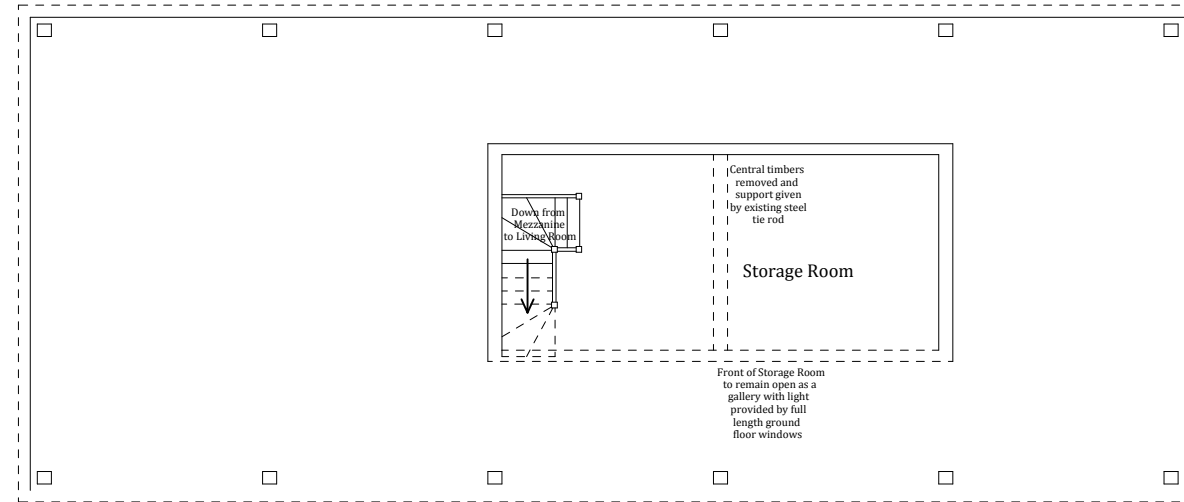 Central timbers
removed and
support given
by existing steel
tie rod
Down from
Mezzanine
to Living Room
Storage Room
Front of Storage Room
to remain open as a
gallery with light
provided by full
length ground
floor windows